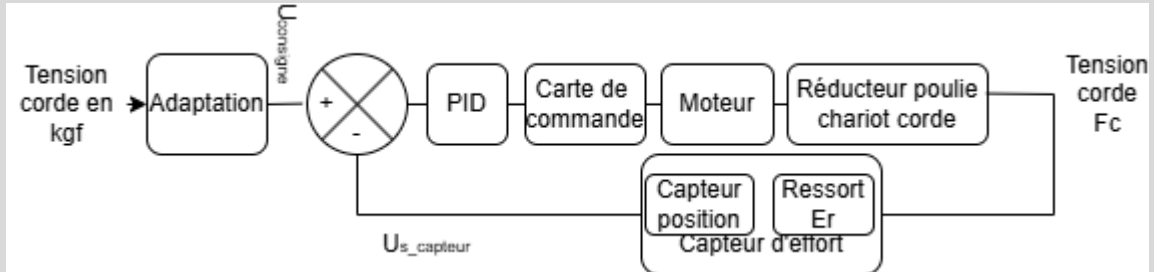 Uconsigne
Tension
corde en
kgf
Adaptation
+
-
PID
Carte de
commande
Moteur
Réducteur poulie
chariot corde
Tension
corde
Fc
Capteur
position
Ressort
Er
Capteur d'effort
Us_capteur